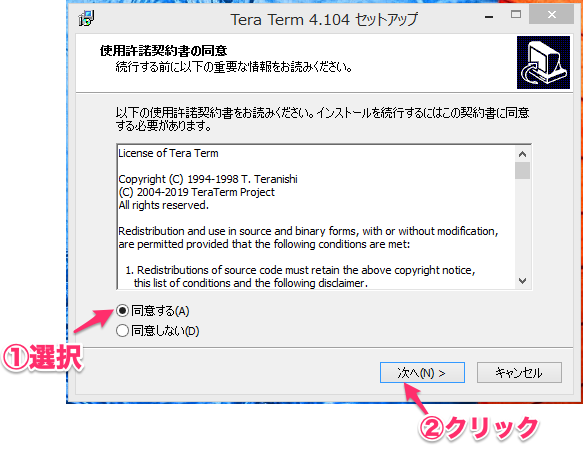 Tera Term 4.104 セットアップ
使用許諾契約書の同意
続行する前に以下の重要な情報をお読みください。
以下の使用許諾契約書をお読みください。インストールを続行するにはこの契約書に同意
する必要があります。
License of Tera Term
Copyright (C) 1994-1998 T. Teranishi
(C) 2004-2019 TeraTerm Project
All rights reserved.
Redistribution and use in source and binary forms, with or without modification,
are permitted provided that the following conditions are met:
1. Redistributions of source code must retain the above copyright notice,
this list of conditions and the following disclaimer.
同意する(A)
同意しない(D)
①選択
次へ(N) >
キャンセル
②クリック